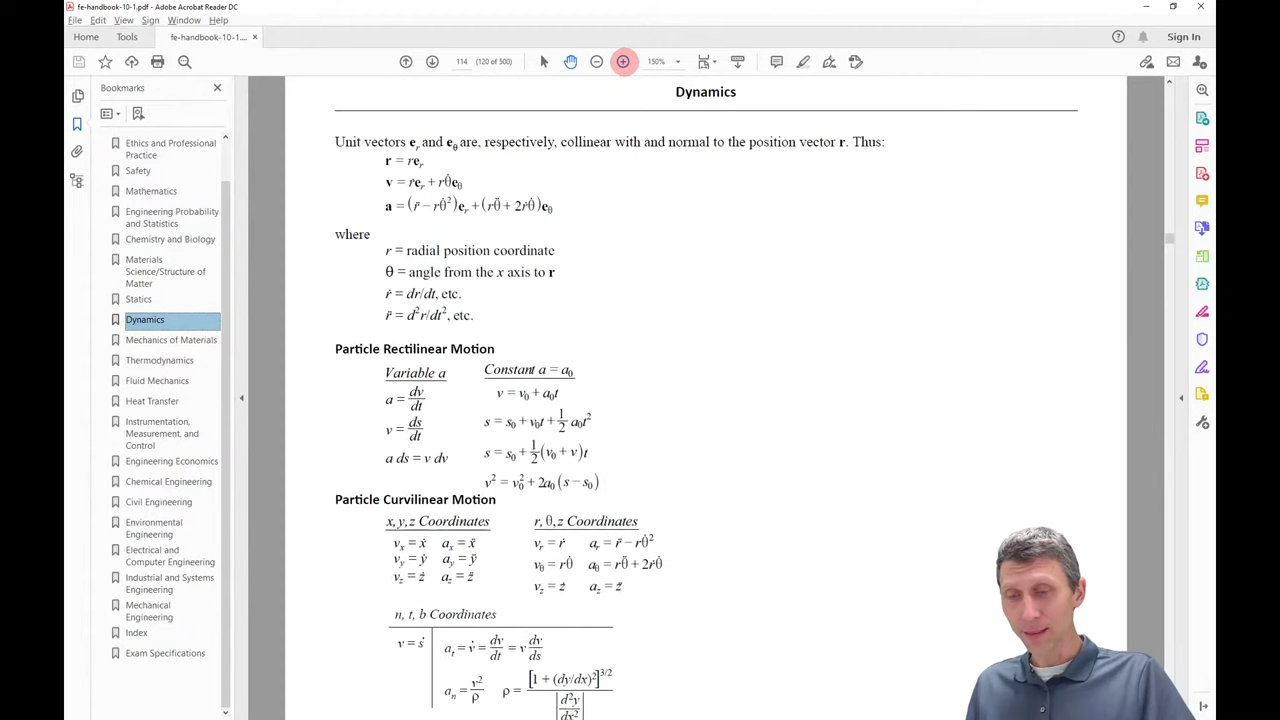 fe-handbook-10-1.pdf - Adobe Acrobat Reader DC
File Edit View Sign Window Help
Home Tools fe-handbook-10-1.... × Sign In
114 (120 of 500) 150%
Bookmarks
Ethics and Professional
Practice
Safety
Mathematics
Engineering Probability
and Statistics
Chemistry and Biology
Materials
Science/Structure of
Matter
Statics
Dynamics
Mechanics of Materials
Thermodynamics
Fluid Mechanics
Heat Transfer
Instrumentation,
Measurement, and
Control
Engineering Economics
Chemical Engineering
Civil Engineering
Environmental
Engineering
Electrical and
Computer Engineering
Industrial and Systems
Engineering
Mechanical
Engineering
Index
Exam Specifications
Dynamics
Unit vectors e_r and e_θ are, respectively, collinear with and normal to the position vector r. Thus:
r = re_r
v = ṙe_r + rθ̇e_θ
a = (r̈ − rθ̇²)e_r + (rθ̈ + 2ṙθ̇)e_θ
where
r = radial position coordinate
θ = angle from the x axis to r
ṙ = dr/dt, etc.
r̈ = d²r/dt², etc.
Particle Rectilinear Motion
Variable a Constant a = a₀
a = dv/dt v = v₀ + a₀t
v = ds/dt s = s₀ + v₀t + 1/2 a₀t²
s = s₀ + 1/2 (v₀ + v)t
a ds = v dv
v² = v₀² + 2a₀(s − s₀)
Particle Curvilinear Motion
x, y, z Coordinates r, θ, z Coordinates
v_x = ẋ a_x = ẍ v_r = ṙ a_r = r̈ − rθ̇²
v_y = ẏ a_y = ÿ v_θ = rθ̇ a_θ = rθ̈ + 2ṙθ̇
v_z = ż a_z = z̈ v_z = ż a_z = z̈
n, t, b Coordinates
v = ṡ a_t = v̇ = dv/dt = v dv/ds
a_n = v²/ρ ρ = [1 + (dy/dx)²]^3/2 / |d²y/dx²|